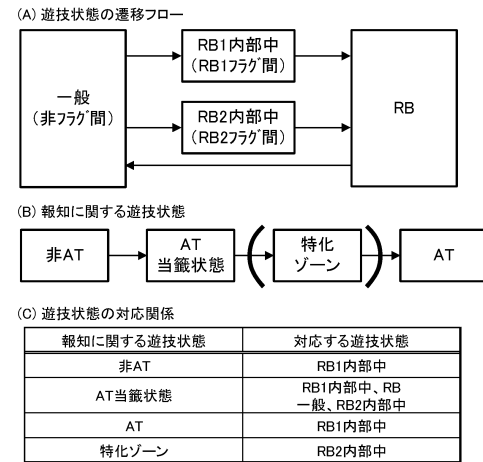 (A) 遊技状態の遷移フロー
一般
(非フラグ間)
RB1内部中
(RB1フラグ間)
RB2内部中
(RB2フラグ間)
RB
(B) 報知に関する遊技状態
非AT
AT
当籤状態
特化
ゾーン
AT
(C) 遊技状態の対応関係
報知に関する遊技状態 対応する遊技状態
非AT RB1内部中
AT当籤状態 RB1内部中、RB
一般、RB2内部中
AT RB1内部中
特化ゾーン RB2内部中